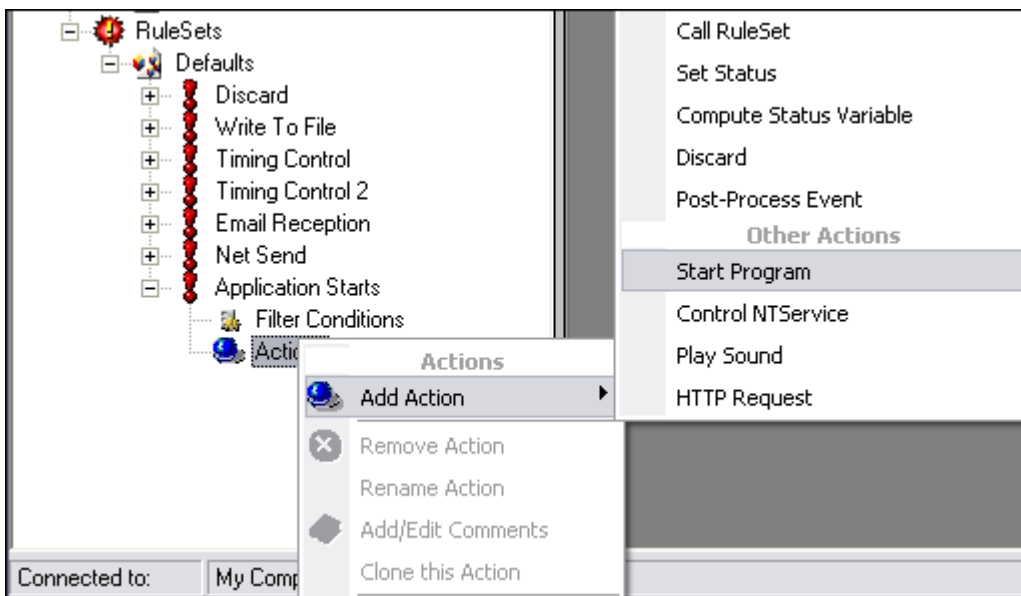 RuleSets
Defaults
Discard
Write To File
Timing Control
Timing Control 2
Email Reception
Net Send
Application Starts
Filter Conditions
Actions
Add Action
Remove Action
Rename Action
Add/Edit Comments
Clone this Action
Call RuleSet
Set Status
Compute Status Variable
Discard
Post-Process Event
Other Actions
Start Program
Control NTService
Play Sound
HTTP Request
Connected to:
My Comp